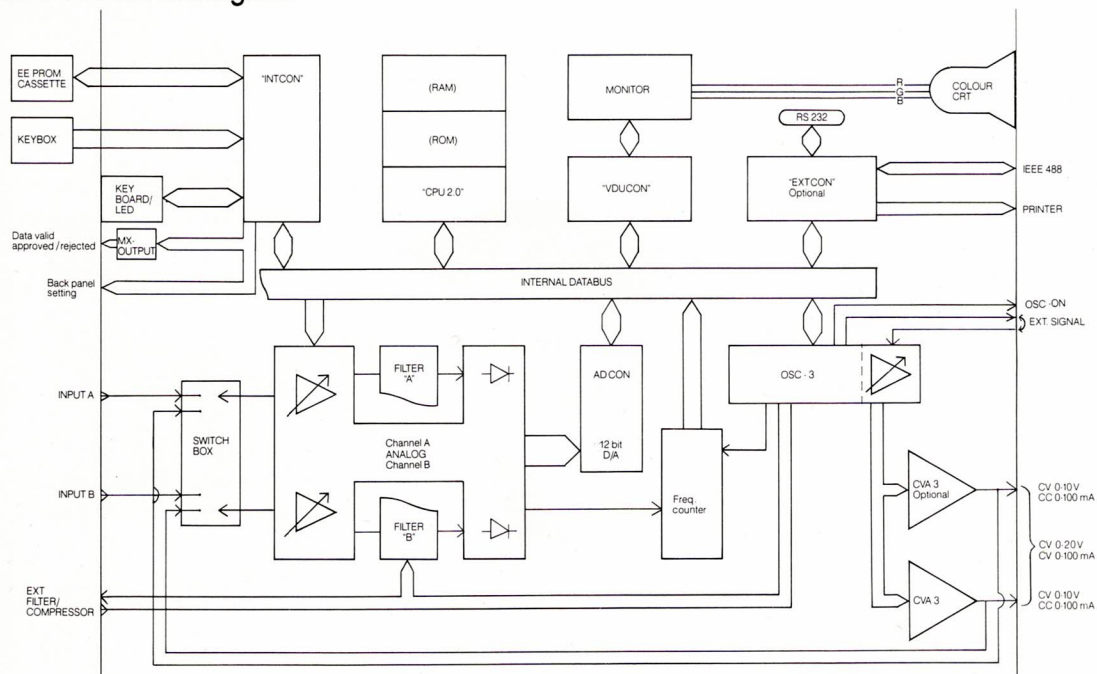 EE PROM
CASSETTE
KEYBOX
KEY
BOARD/
LED
Data valid
approved/rejected
MX-
OUTPUT
Back panel
setting
"INTCON"
(RAM)
(ROM)
"CPU 2.0"
MONITOR
"VDUCON"
R
G
B
COLOUR
CRT
RS 232
"EXTCON"
Optional
IEEE 488
PRINTER
INTERNAL DATABUS
OSC-ON
EXT. SIGNAL
INPUT A
INPUT B
SWITCH
BOX
FILTER
"A"
Channel A
ANALOG
Channel B
FILTER
"B"
AD CON
12 bit
D/A
Freq.
counter
OSC-3
CVA 3
Optional
CVA 3
CV 0-10V
CC 0-100 mA
CV 0-20V
CV 0-100 mA
CV 0-10V
CC 0-100 mA
EXT
FILTER/
COMPRESSOR